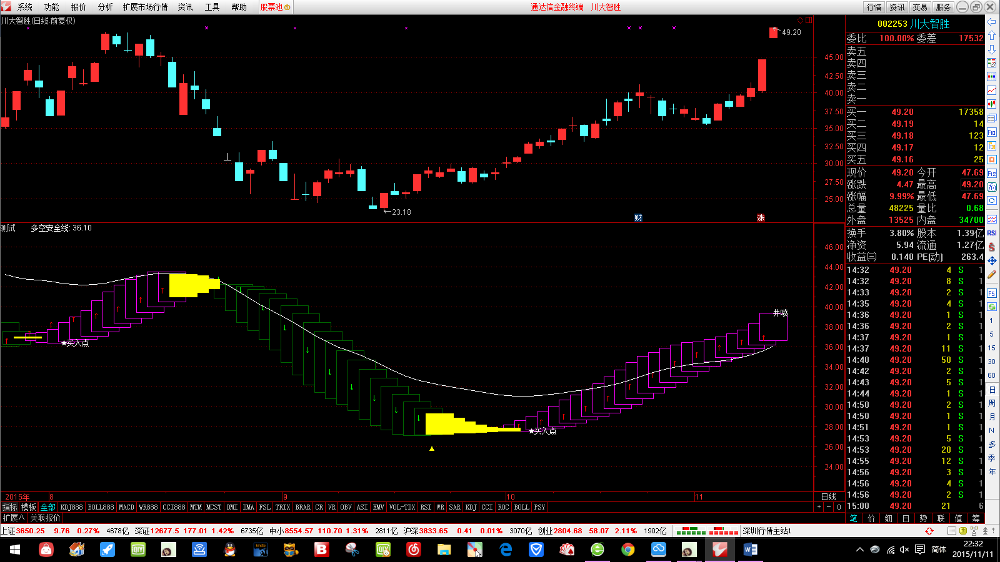 系统 功能 报价 分析 扩展市场行情 资讯 工具 帮助 股票池 通达信金融终端 川大智胜 行情 资讯 交易 服务
川大智胜(日线.前复权)
49.20
45.00
42.50
40.00
37.50
35.00
32.50
30.00
27.50
25.00
23.18
财
涨
测试 多空安全线: 36.10
46.00
44.00
42.00
40.00
38.00
36.00
34.00
32.00
30.00
28.00
26.00
24.00
井喷
★买入点
★买入点
2015年 8 9 10 11 日线
指标 模板 全部 KDJ888 BOLL888 MACD WR888 CCI888 MTM MCST DMI DMA FSL TRIX BRAR CR VR OBV ASI EMV VOL-TDX RSI WR SAR KDJ CCI ROC BOLL PSY + - 0
扩展∧ 关联报价
002253 川大智胜
委比 100.00% 委差 17532
卖五
卖四
卖三
卖二
卖一
买一 49.20 17358
买二 49.19 14
买三 49.18 123
买四 49.17 12
买五 49.16 25
现价 49.20 今开 47.69
涨跌 4.47 最高 49.20
涨幅 9.99% 最低 47.69
总量 48225 量比 0.68
外盘 13525 内盘 34700
换手 3.80% 股本 1.39亿
净资 5.94 流通 1.27亿
收益㈢ 0.140 PE(动) 263.4
14:32 49.20 4 S 1
14:32 49.20 8 S 1
14:33 49.20 2 S 1
14:35 49.20 4 S 1
14:36 49.20 1 S 1
14:36 49.20 2 S 1
14:37 49.20 1 S 1
14:37 49.20 11 S 1
14:40 49.20 50 S 1
14:42 49.20 2 S 1
14:43 49.20 5 S 1
14:44 49.20 1 S 1
14:50 49.20 2 S 1
14:50 49.20 1 S 1
14:51 49.20 1 S 1
14:53 49.20 5 S 1
14:53 49.20 20 S 1
14:55 49.20 12 S 1
14:56 49.20 3 S 1
14:56 49.20 4 S 1
14:56 49.20 2 S 1
15:00 49.20 21 6
笔 价 细 日 势 联 值 筹
F10
自
F12
f(x)
RSI
$
F5
1
5
15
30
60
日
周
月
N
多
季
年
上证3650.25 9.76 0.27% 4678亿 深证12677.5 177.01 1.42% 6735亿 中小8554.57 110.70 1.31% 2811亿 沪深3833.65 0.41 0.01% 3070亿 创业2804.68 58.07 2.11% 1902亿 深圳行情主站1
DIY
kindle
B
DIY
W
简体
22:32
2015/11/11